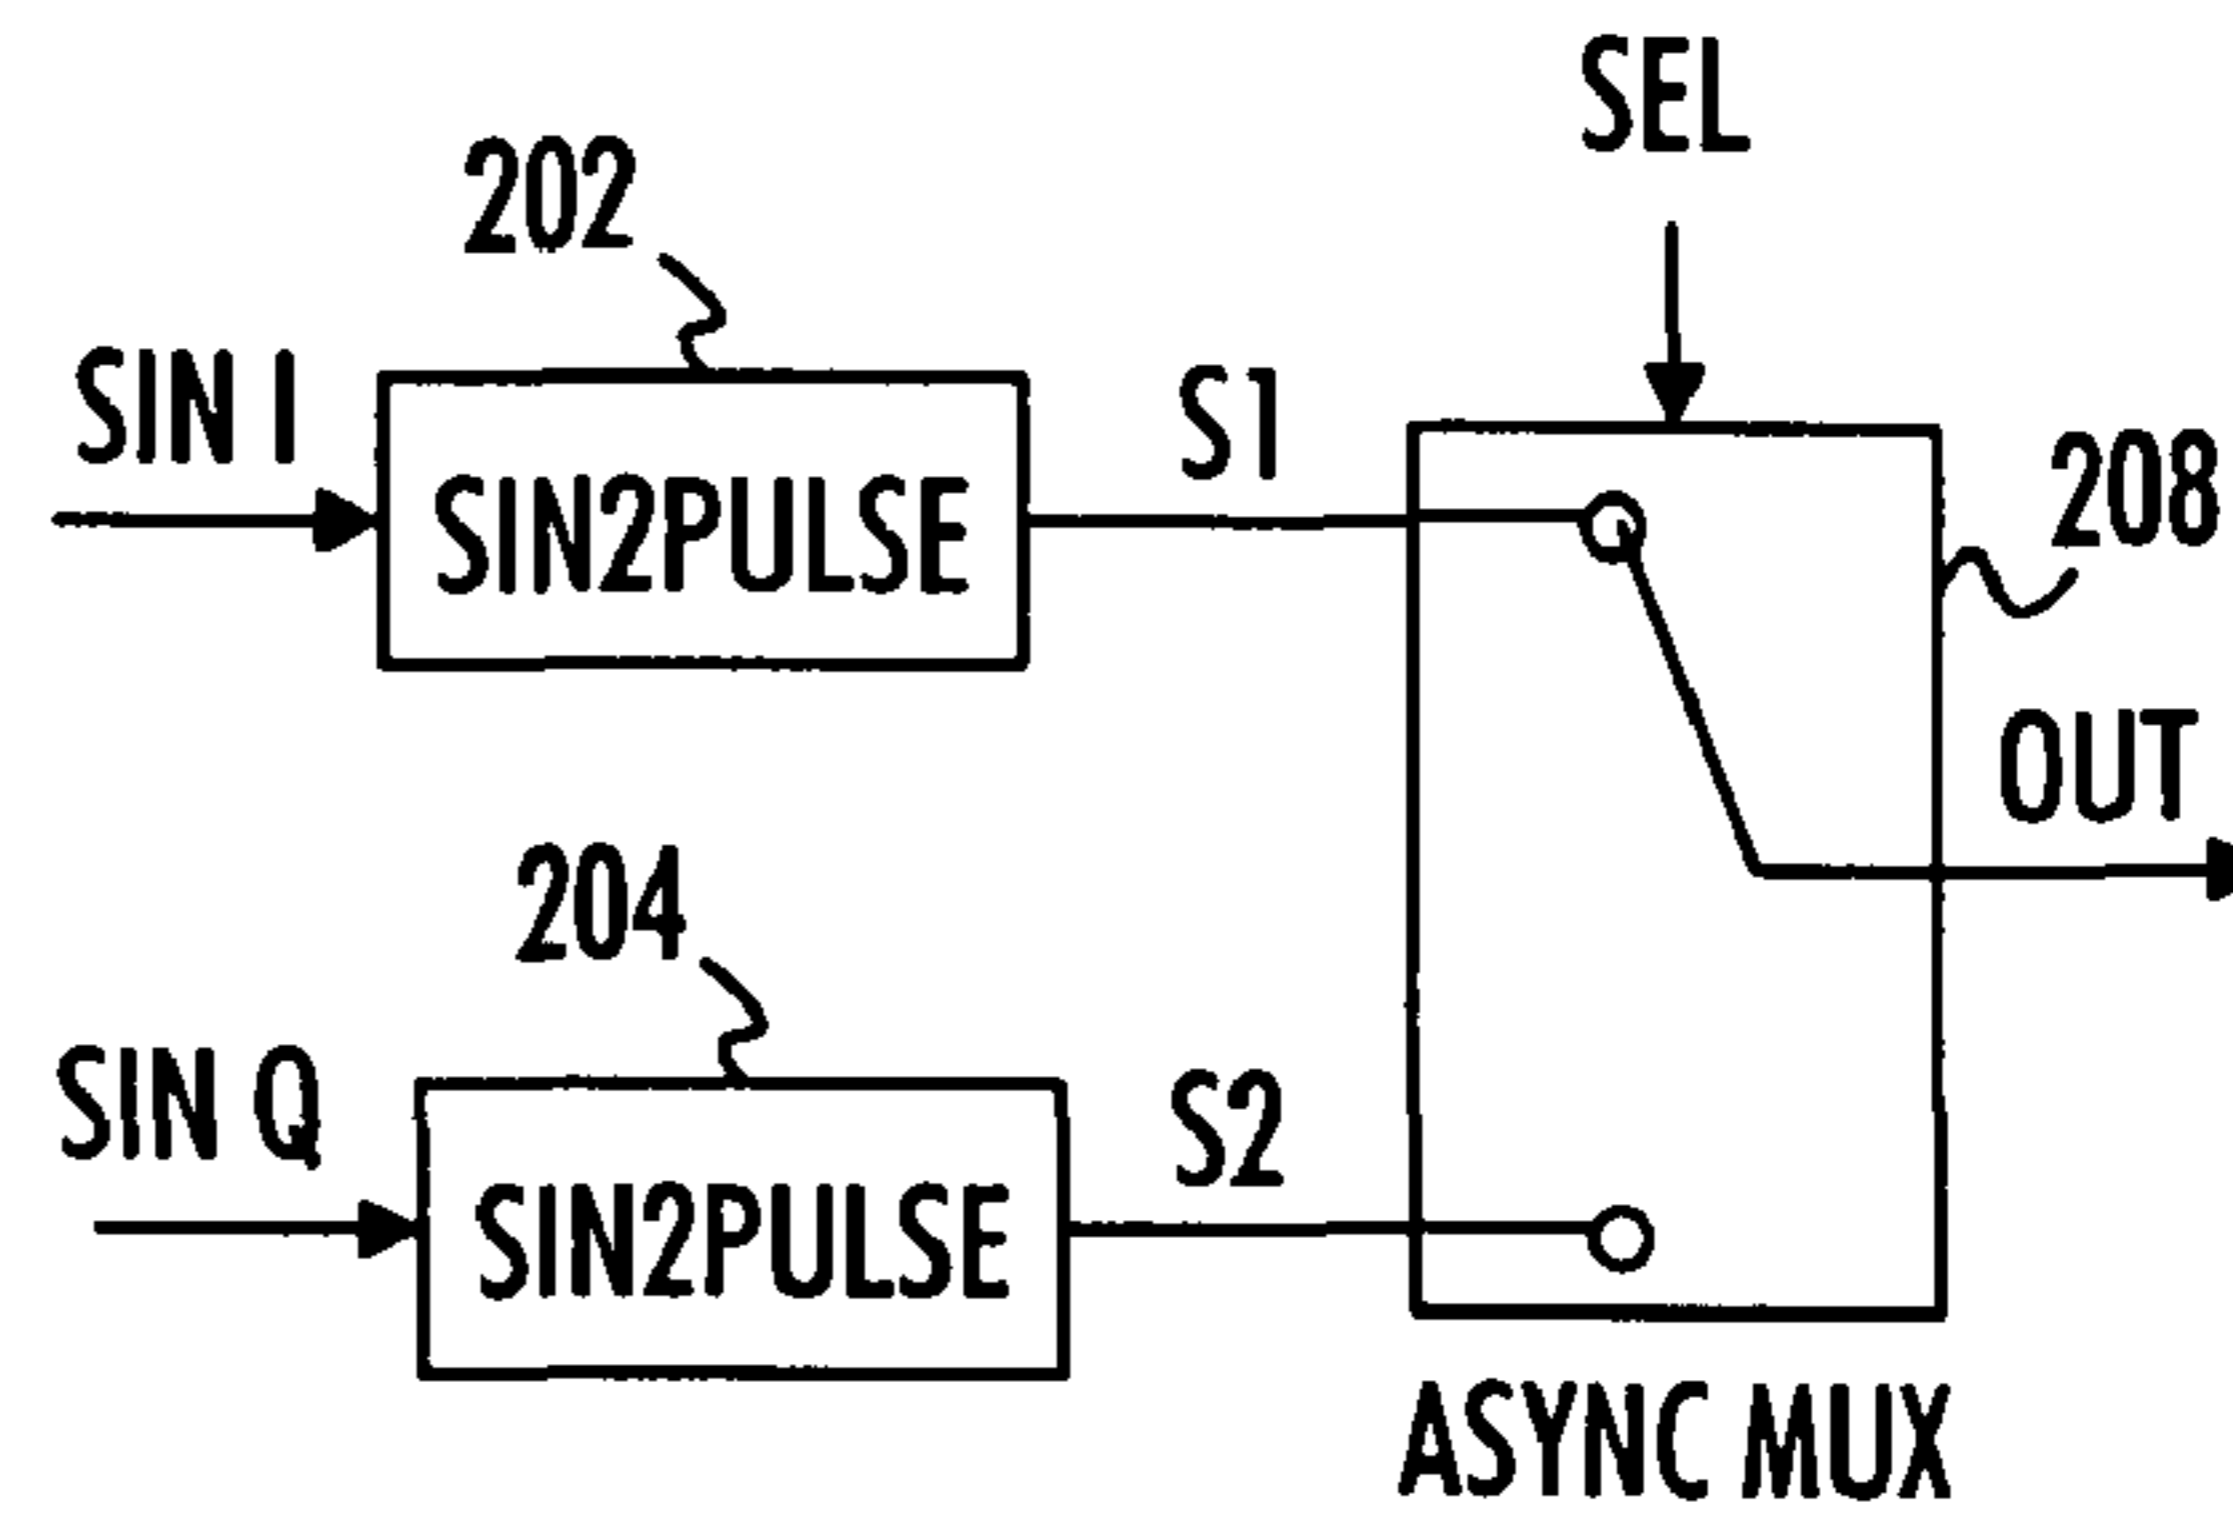 SEL
202
SIN I
SIN2PULSE
S1
208
OUT
204
SIN Q
SIN2PULSE
S2
ASYNC MUX